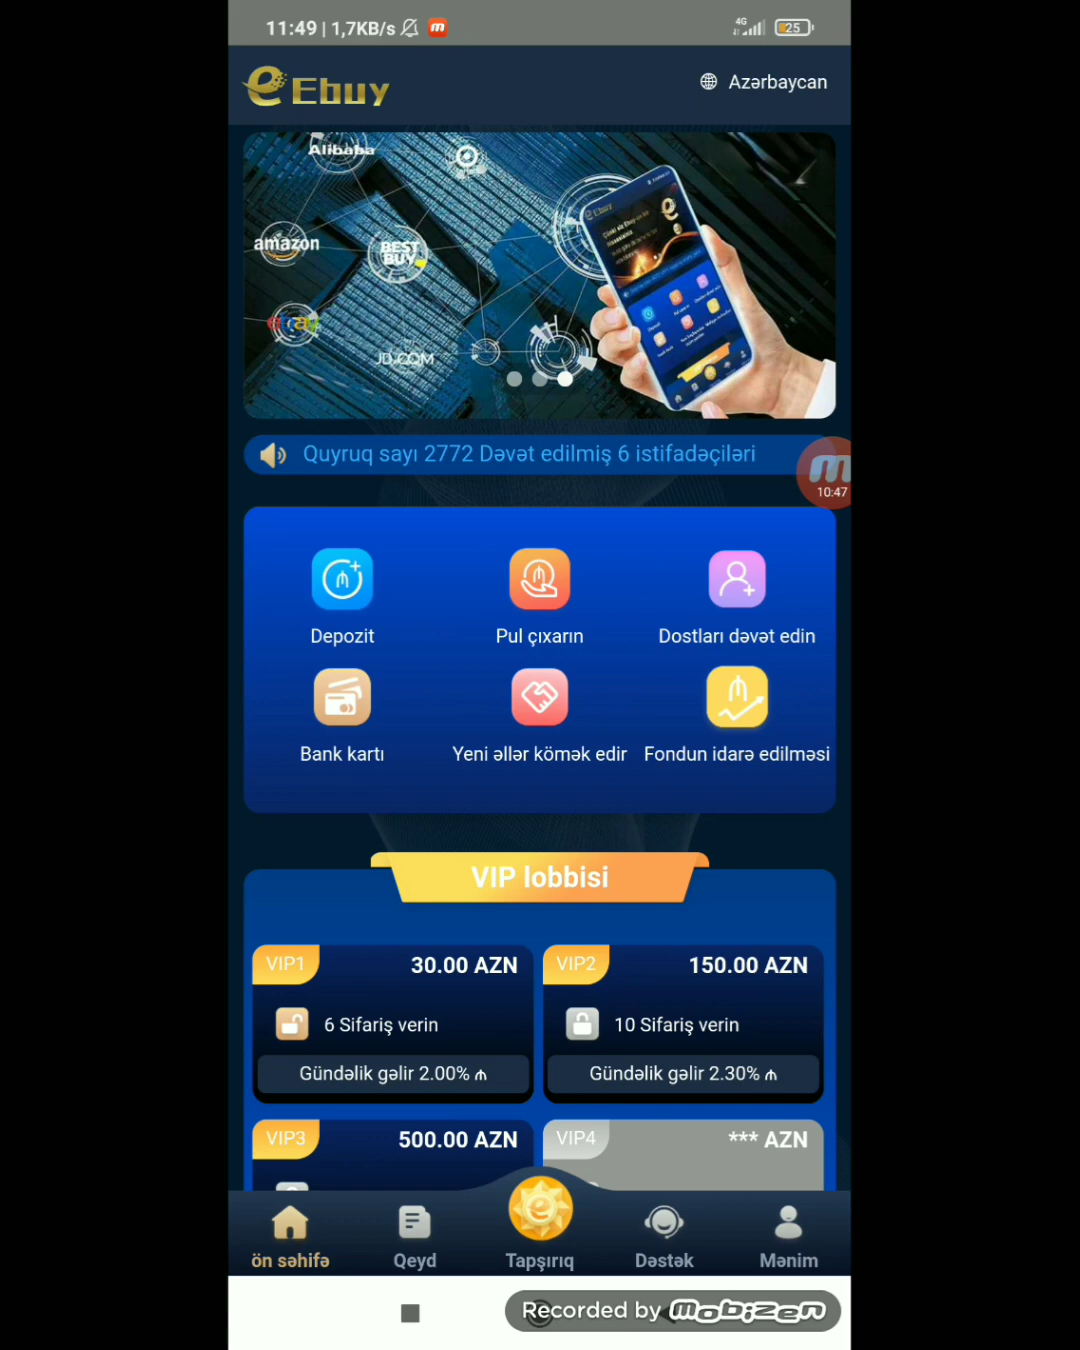 11:49 | 1,7KB/s
4G
25
Ebuy
Azərbaycan
Alibaba
amazon
BEST BUY
ebay
JD.COM
Quyruq sayı 2772 Dəvət edilmiş 6 istifadəçiləri
10:47
Depozit
Pul çıxarın
Dostları dəvət edin
Bank kartı
Yeni əllər kömək edir
Fondun idarə edilməsi
VIP lobbisi
VIP1
30.00 AZN
6 Sifariş verin
Gündəlik gəlir 2.00% ₼
VIP2
150.00 AZN
10 Sifariş verin
Gündəlik gəlir 2.30% ₼
VIP3
500.00 AZN
VIP4
*** AZN
ön səhifə
Qeyd
Tapşırıq
Dəstək
Mənim
Recorded by mobizen